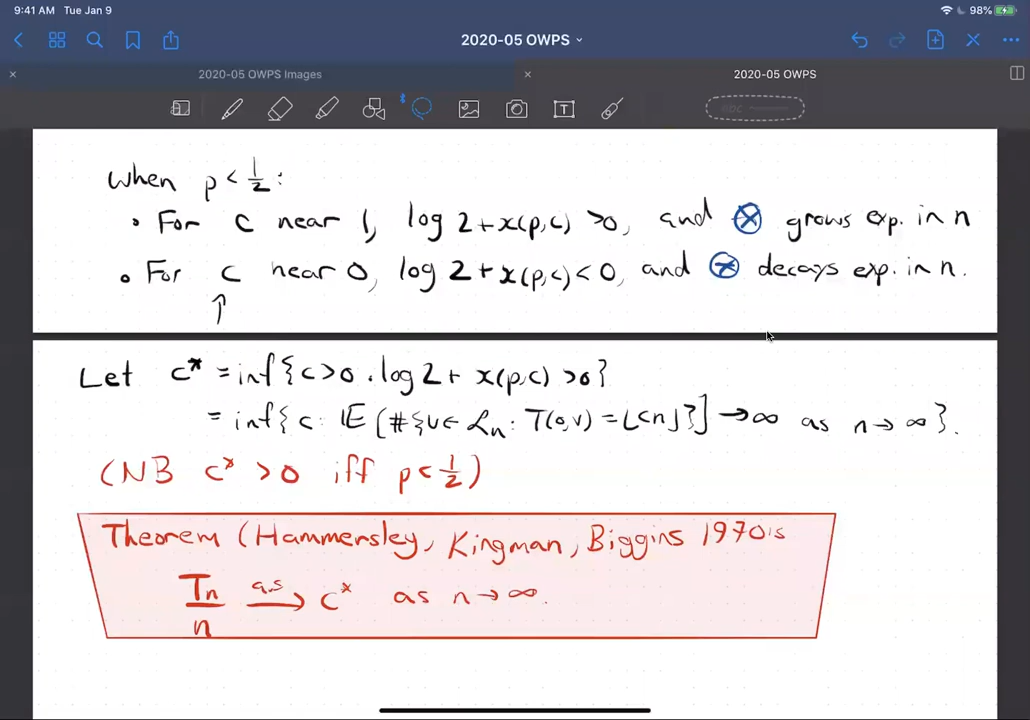 9:41 AM Tue Jan 9
98%
2020-05 OWPS
2020-05 OWPS Images
2020-05 OWPS
When p < 1/2:
• For c near 1, log 2 + x(p,c) > 0, and ⊛ grows exp. in n
• For c near 0, log 2 + x(p,c) < 0, and ⊛ decays exp. in n.
↑
Let c* = inf{c>0 . log 2 + x(p,c) > 0}
= inf{c: 𝔼[#{v∈ℒₙ: T(0,v) = ⌊cn⌋}] → ∞ as n → ∞}.
(NB c* > 0 iff p < 1/2)
Theorem (Hammersley, Kingman, Biggins 1970's
Tn/n a.s → c* as n → ∞.